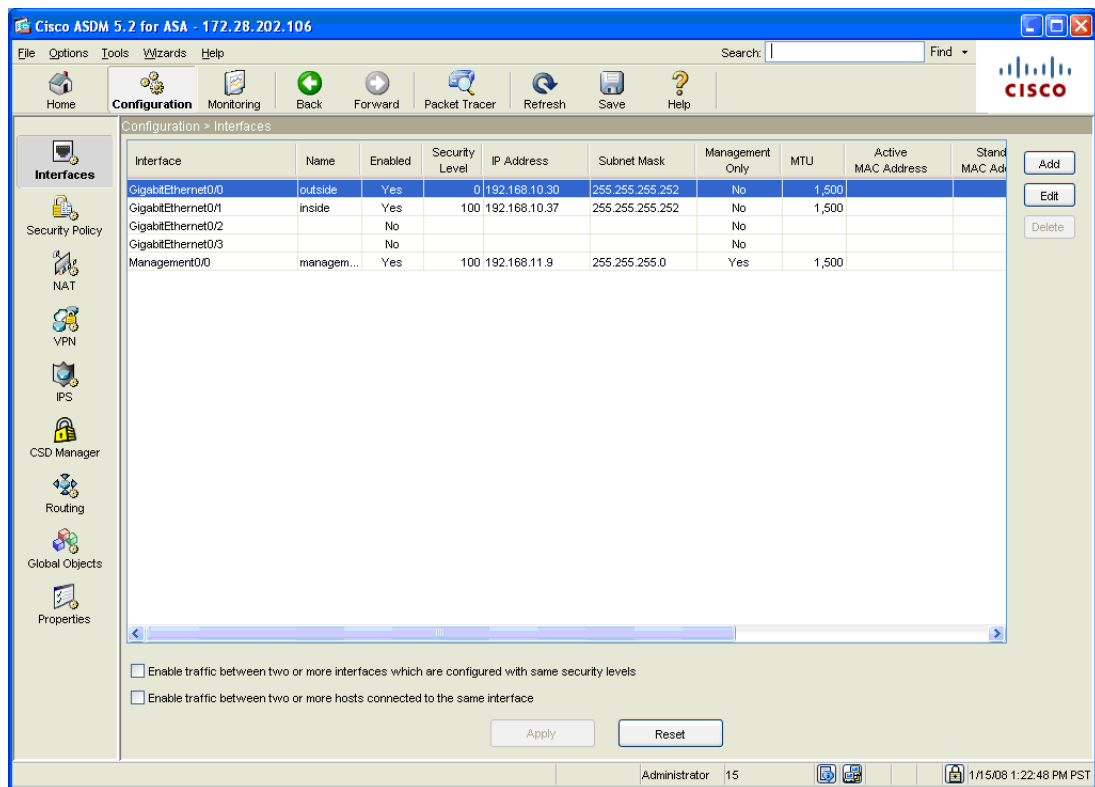 Cisco ASDM 5.2 for ASA - 172.28.202.106
File Options Tools Wizards Help Search: Find
Home Configuration Monitoring Back Forward Packet Tracer Refresh Save Help
CISCO
Configuration > Interfaces
Interfaces
Security Policy
NAT
VPN
IPS
CSD Manager
Routing
Global Objects
Properties
Interface Name Enabled Security Level IP Address Subnet Mask Management Only MTU Active MAC Address Stand MAC Ad
GigabitEthernet0/0 outside Yes 0 192.168.10.30 255.255.255.252 No 1,500
GigabitEthernet0/1 inside Yes 100 192.168.10.37 255.255.255.252 No 1,500
GigabitEthernet0/2 No No
GigabitEthernet0/3 No No
Management0/0 managem... Yes 100 192.168.11.9 255.255.255.0 Yes 1,500
Add
Edit
Delete
Enable traffic between two or more interfaces which are configured with same security levels
Enable traffic between two or more hosts connected to the same interface
Apply Reset
Administrator 15 1/15/08 1:22:48 PM PST